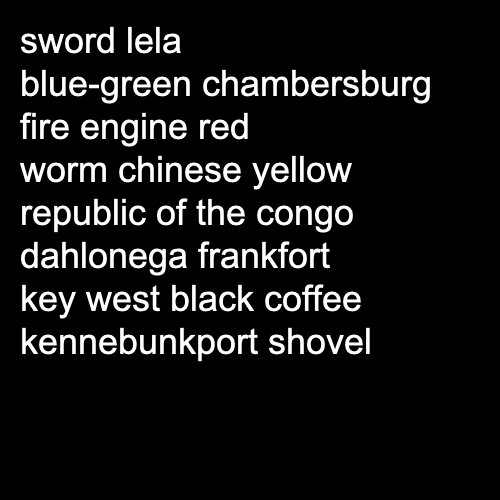 sword lela
blue-green chambersburg
fire engine red
worm chinese yellow
republic of the congo
dahlonega frankfort
key west black coffee
kennebunkport shovel